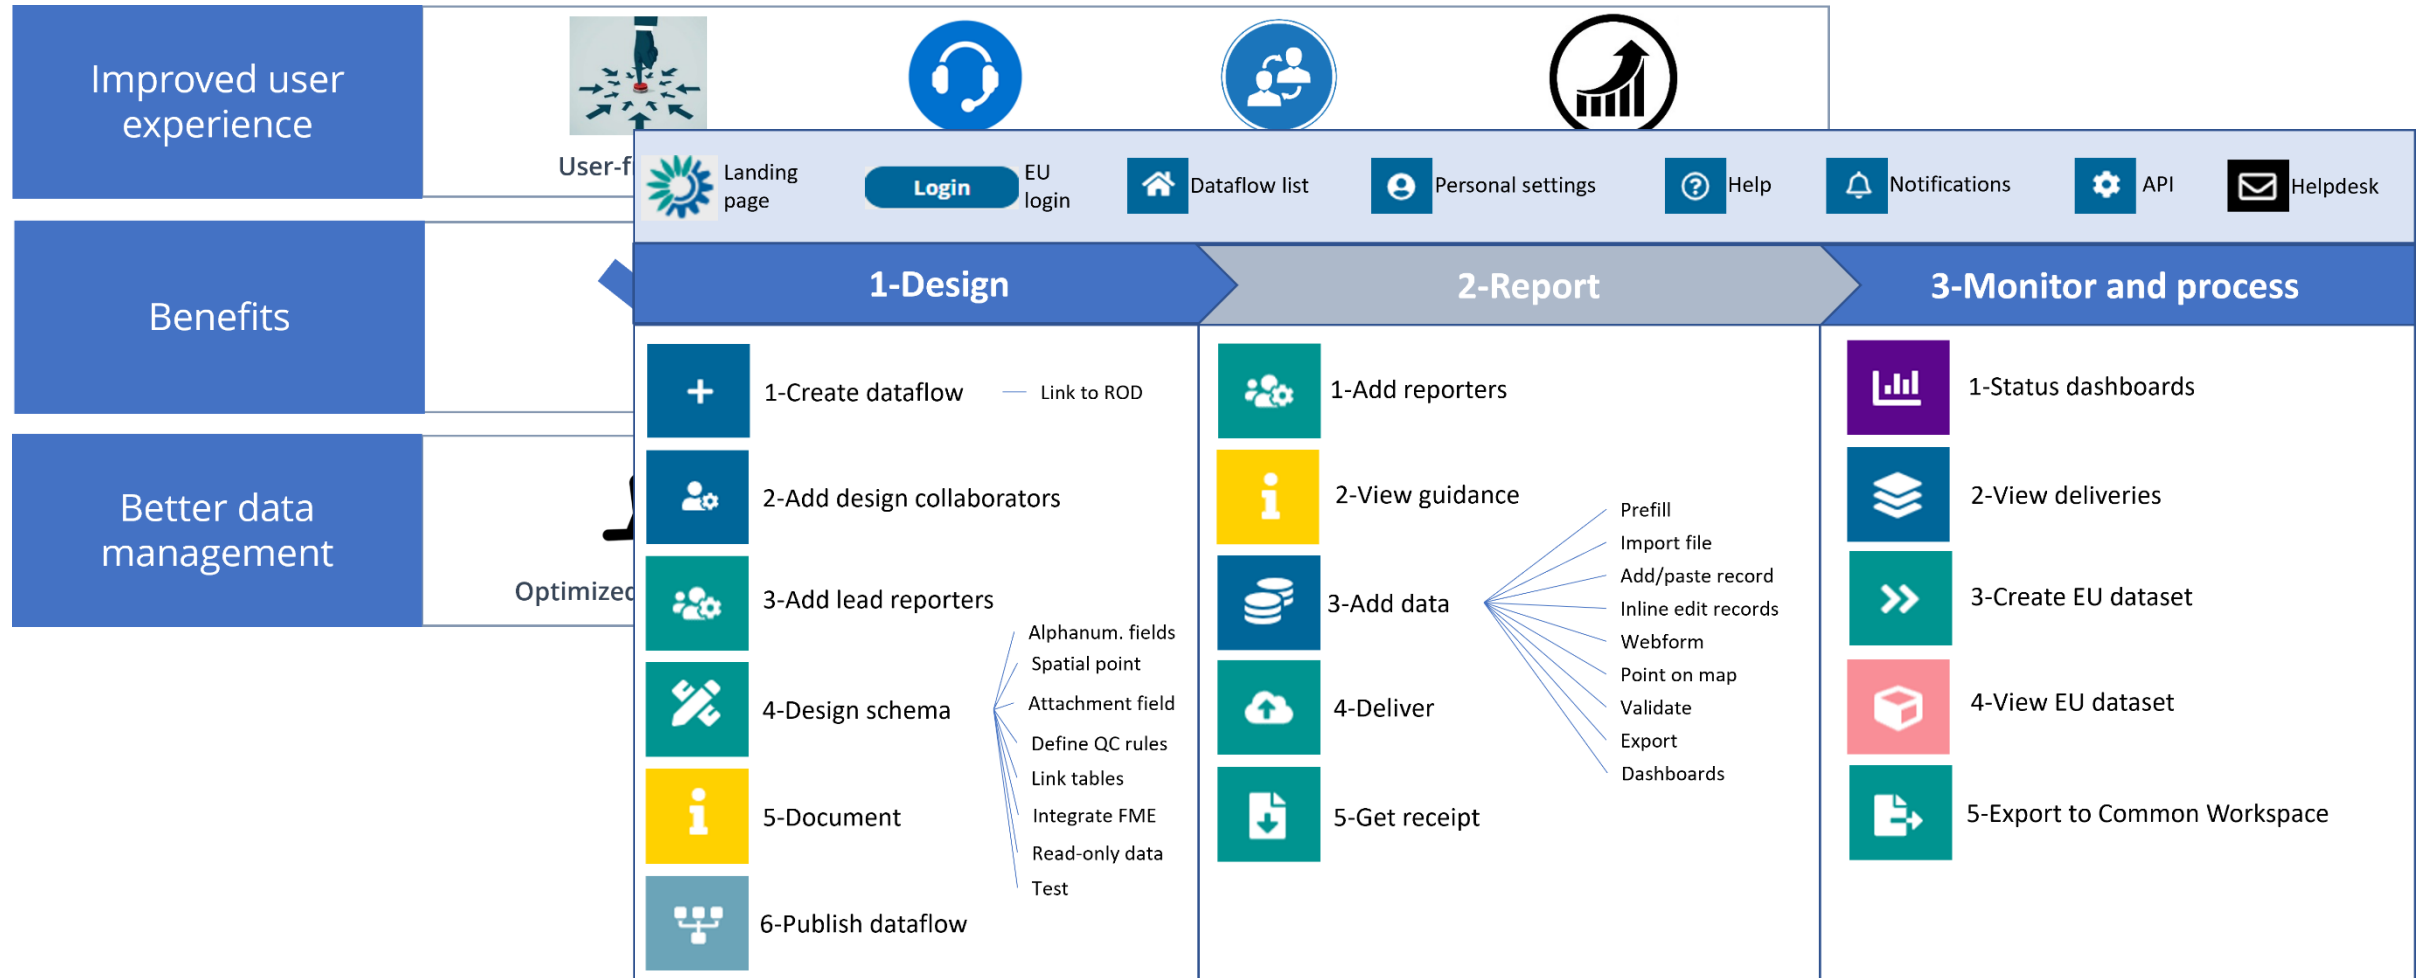 Improved user
experience
User-f
Benefits
Better data
management
Optimized
Landing
page
Login
EU
login
Dataflow list
Personal settings
Help
Notifications
API
Helpdesk
1-Design
2-Report
3-Monitor and process
1-Create dataflow
Link to ROD
2-Add design collaborators
3-Add lead reporters
4-Design schema
Alphanum. fields
Spatial point
Attachment field
Define QC rules
Link tables
Integrate FME
Read-only data
Test
5-Document
6-Publish dataflow
1-Add reporters
2-View guidance
3-Add data
Prefill
Import file
Add/paste record
Inline edit records
Webform
Point on map
Validate
Export
Dashboards
4-Deliver
5-Get receipt
1-Status dashboards
2-View deliveries
3-Create EU dataset
4-View EU dataset
5-Export to Common Workspace